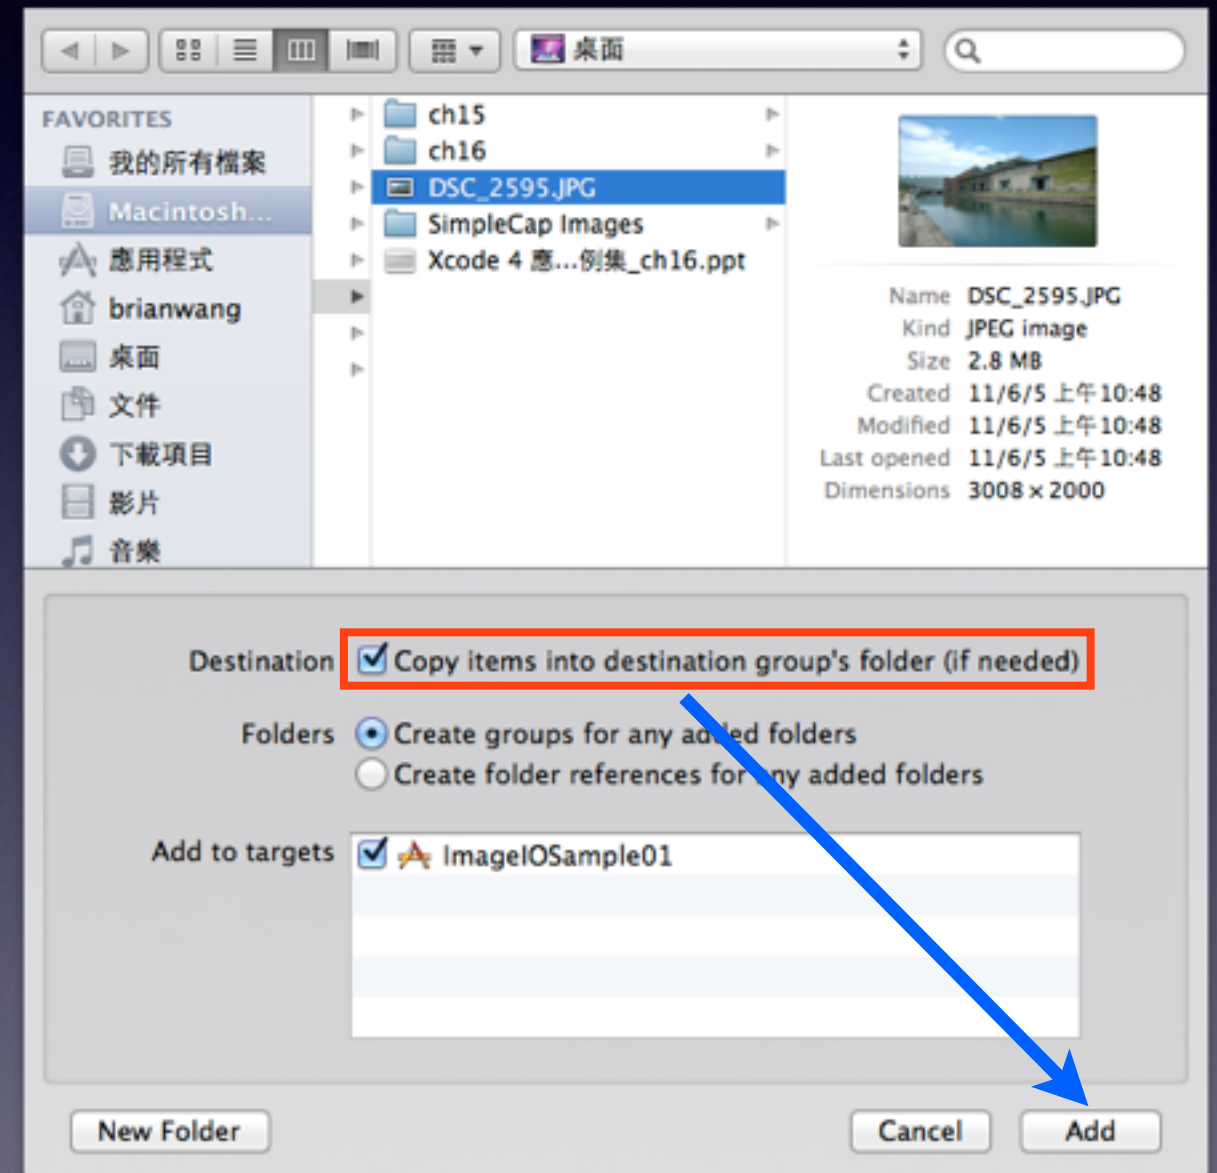 桌面
FAVORITES
我的所有檔案
Macintosh...
應用程式
brianwang
桌面
文件
下載項目
影片
音樂
ch15
ch16
DSC_2595.JPG
SimpleCap Images
Xcode 4 應...例集_ch16.ppt
Name DSC_2595.JPG
Kind JPEG image
Size 2.8 MB
Created 11/6/5 上午10:48
Modified 11/6/5 上午10:48
Last opened 11/6/5 上午10:48
Dimensions 3008 × 2000
Destination Copy items into destination group's folder (if needed)
Folders Create groups for any added folders
Create folder references for any added folders
Add to targets ImageIOSample01
New Folder Cancel Add